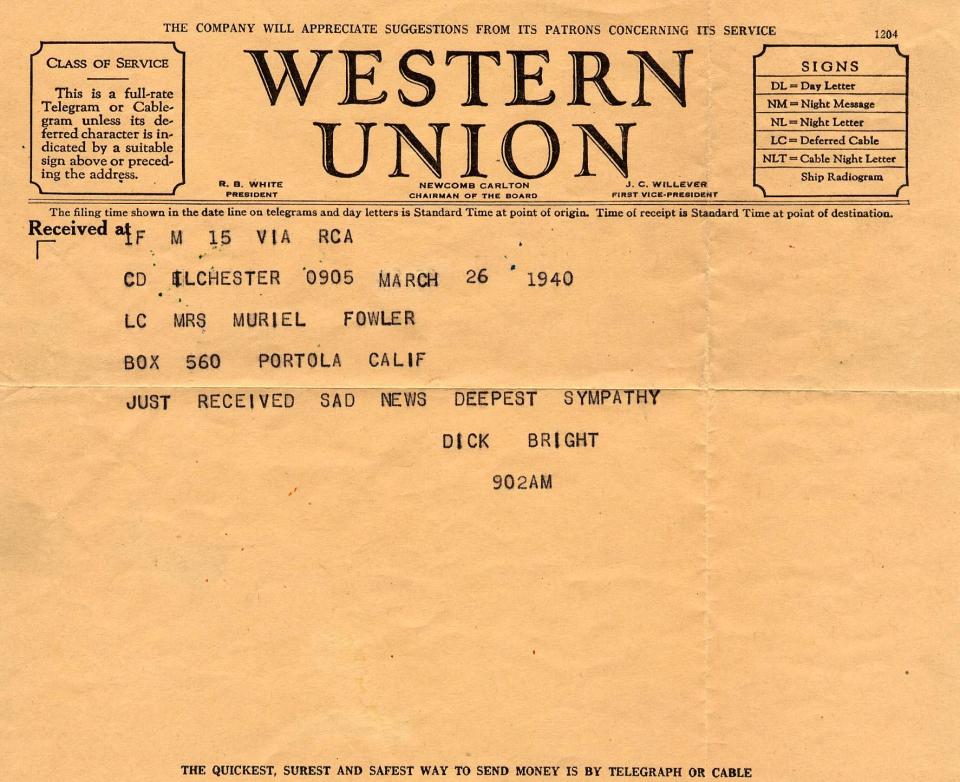 THE COMPANY WILL APPRECIATE SUGGESTIONS FROM ITS PATRONS CONCERNING ITS SERVICE
1204
CLASS OF SERVICE
This is a full-rate
Telegram or Cable-
gram unless its de-
ferred character is in-
dicated by a suitable
sign above or preced-
ing the address.
WESTERN
UNION
R. B. WHITE
PRESIDENT
NEWCOMB CARLTON
CHAIRMAN OF THE BOARD
J. C. WILLEVER
FIRST VICE-PRESIDENT
SIGNS
DL = Day Letter
NM = Night Message
NL = Night Letter
LC = Deferred Cable
NLT = Cable Night Letter
Ship Radiogram
The filing time shown in the date line on telegrams and day letters is Standard Time at point of origin. Time of receipt is Standard Time at point of destination.
Received at
IF M 15 VIA RCA
CD ILCHESTER 0905 MARCH 26 1940
LC MRS MURIEL FOWLER
BOX 560 PORTOLA CALIF
JUST RECEIVED SAD NEWS DEEPEST SYMPATHY
DICK BRIGHT
902AM
THE QUICKEST, SUREST AND SAFEST WAY TO SEND MONEY IS BY TELEGRAPH OR CABLE